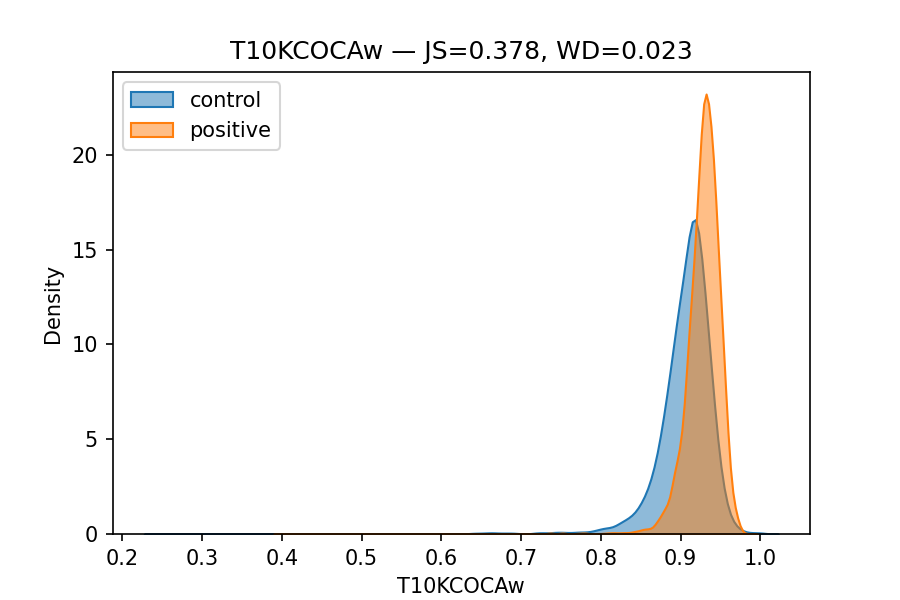 T10KCOCAw — JS=0.378, WD=0.023
control
positive
Density
20
15
10
5
0
0.2 0.3 0.4 0.5 0.6 0.7 0.8 0.9 1.0
T10KCOCAw